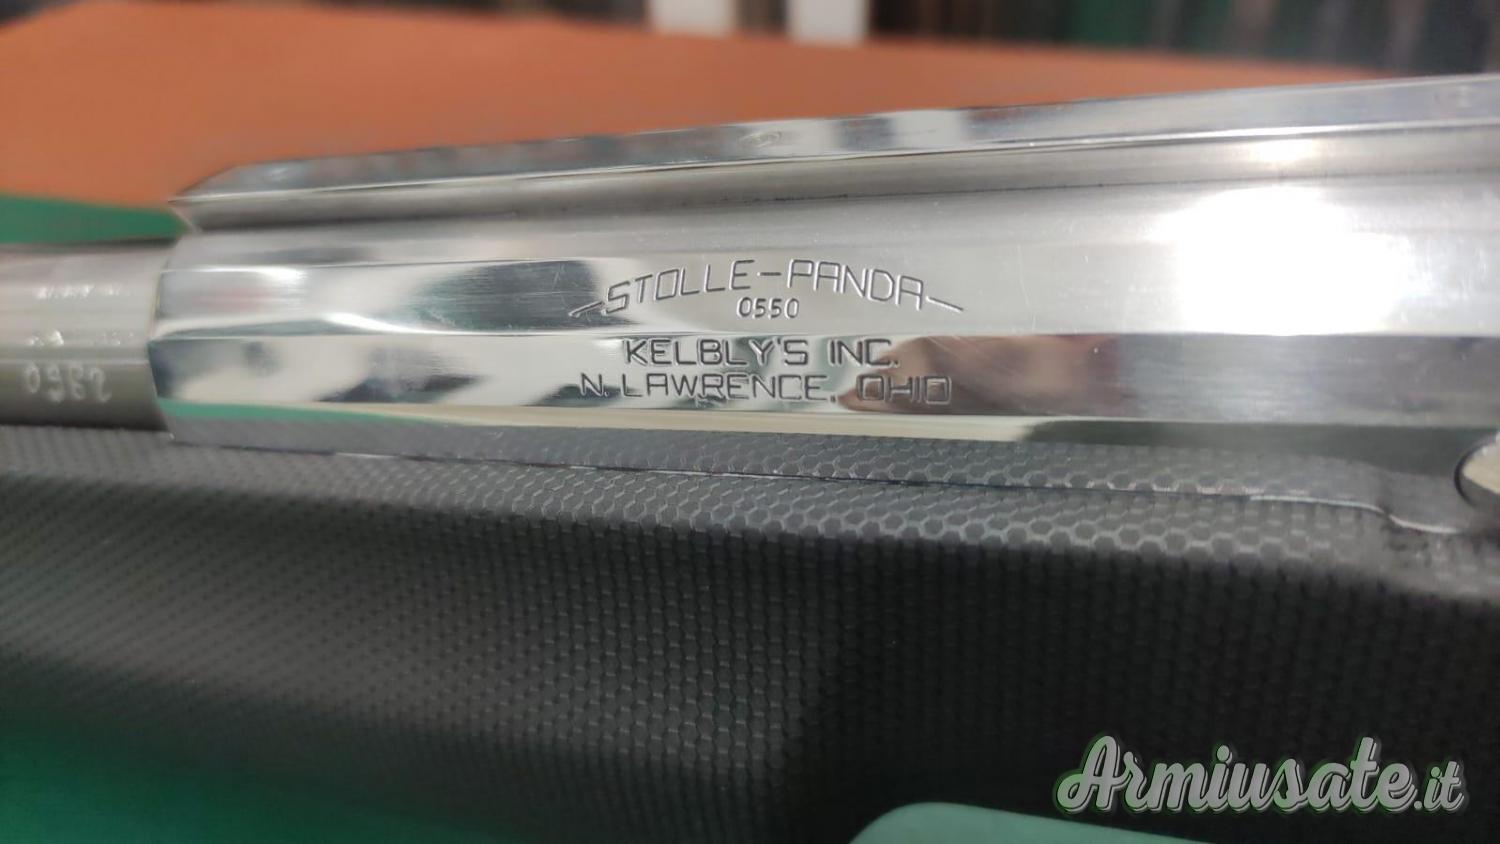 STOLLE-PANDA
0550
KELBLY'S INC.
N. LAWRENCE, OHIO
Armiusate.it